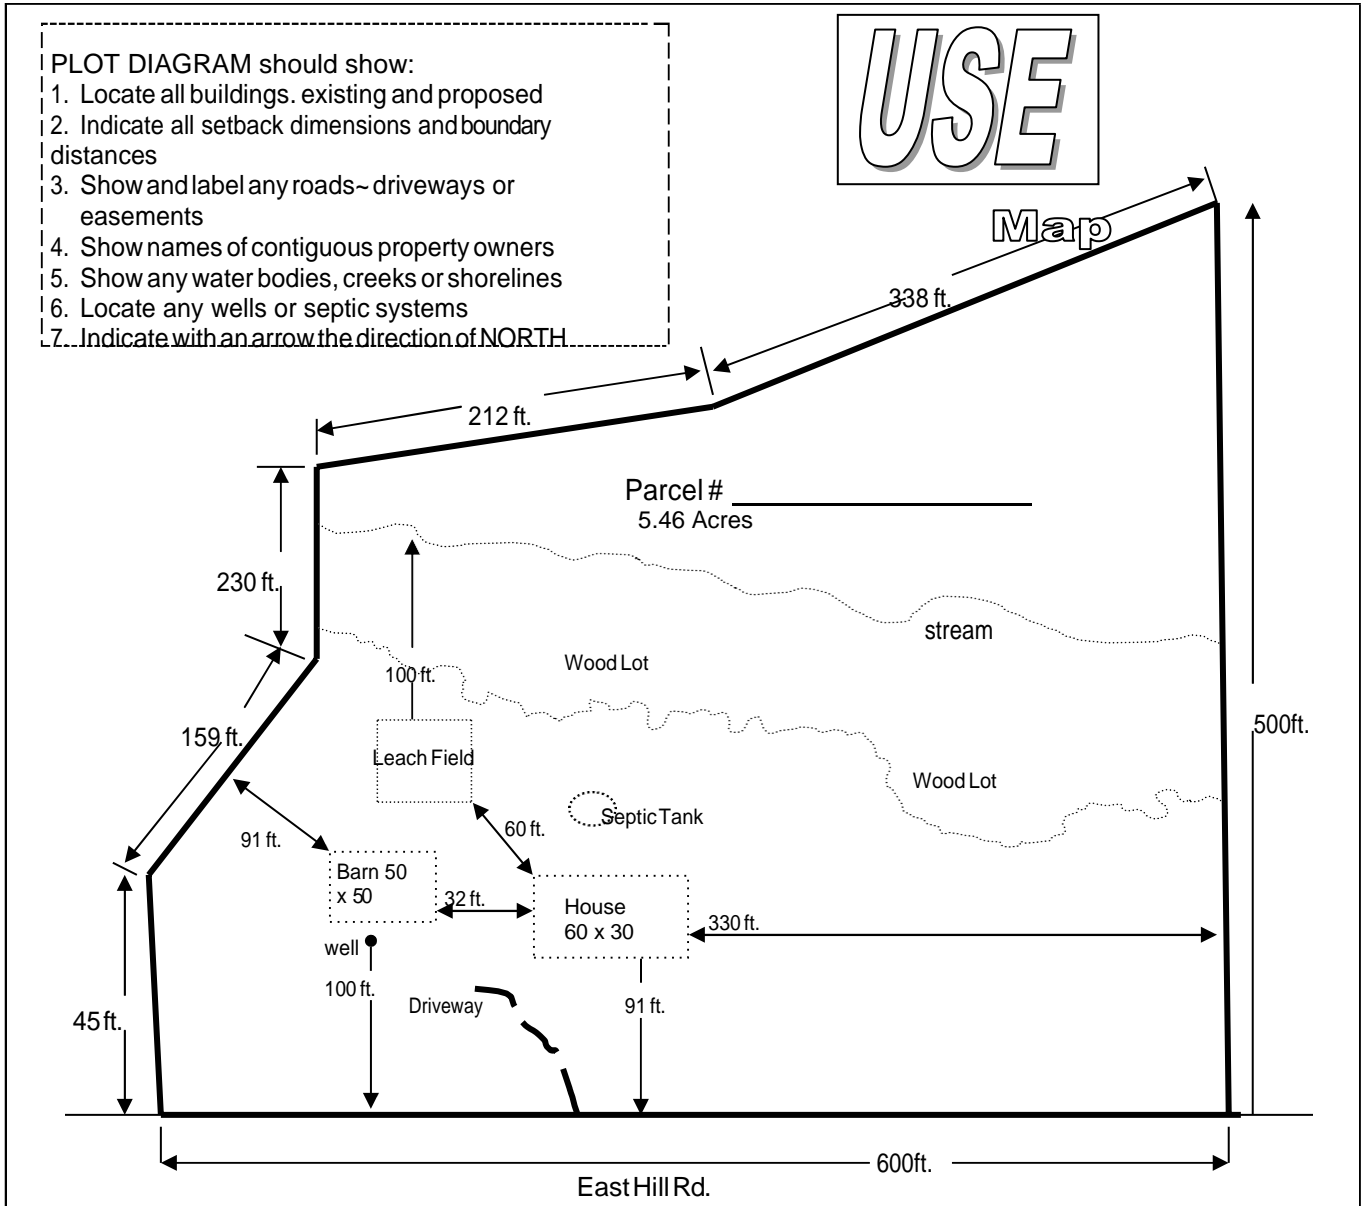 PLOT DIAGRAM should show:
1. Locate all buildings. existing and proposed
2. Indicate all setback dimensions and boundary
distances
3. Show and label any roads~ driveways or
easements
4. Show names of contiguous property owners
5. Show any water bodies, creeks or shorelines
6. Locate any wells or septic systems
7. Indicate with an arrow the direction of NORTH
USE
Map
338 ft.
212 ft.
Parcel #
5.46 Acres
230 ft.
stream
Wood Lot
100 ft.
159 ft.
500ft.
Leach Field
Wood Lot
Septic Tank
60 ft.
91 ft.
Barn 50
x 50
32 ft.
House
60 x 30
330 ft.
well
100 ft.
Driveway
91 ft.
45 ft.
600ft.
East Hill Rd.